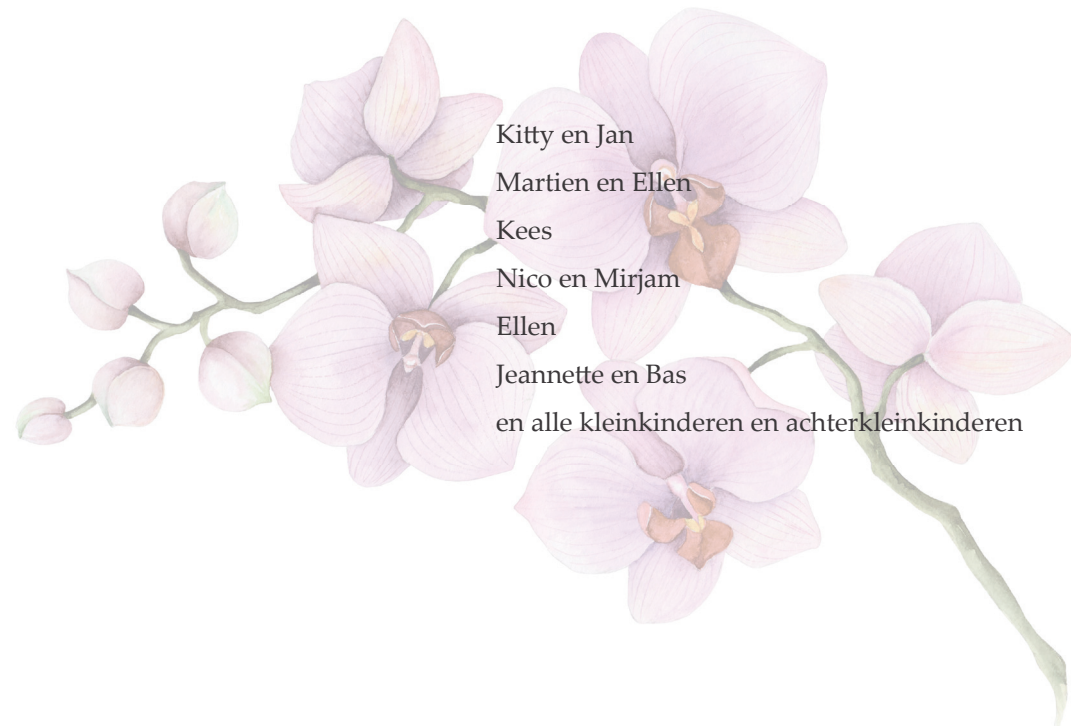 Kitty en Jan
Martien en Ellen
Kees
Nico en Mirjam
Ellen
Jeannette en Bas
en alle kleinkinderen en achterkleinkinderen